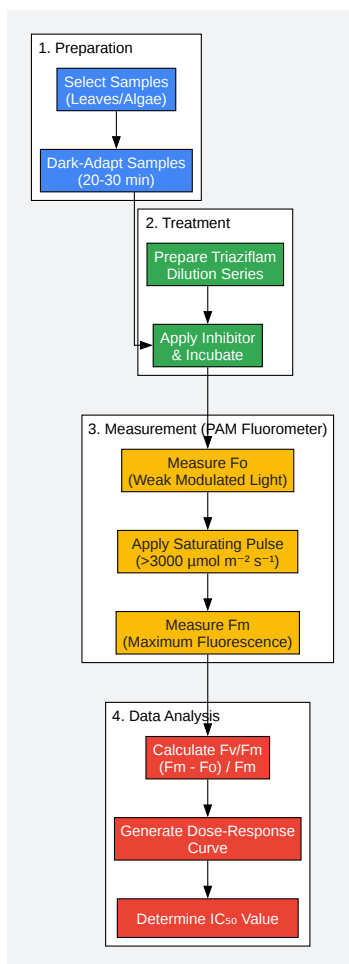 1. Preparation
Select Samples
(Leaves/Algae)
Dark-Adapt Samples
(20-30 min)
2. Treatment
Prepare Triaziflam
Dilution Series
Apply Inhibitor
& Incubate
3. Measurement (PAM Fluorometer)
Measure Fo
(Weak Modulated Light)
Apply Saturating Pulse
(>3000 µmol m⁻² s⁻¹)
Measure Fm
(Maximum Fluorescence)
4. Data Analysis
Calculate Fv/Fm
(Fm - Fo) / Fm
Generate Dose-Response
Curve
Determine IC₅₀ Value